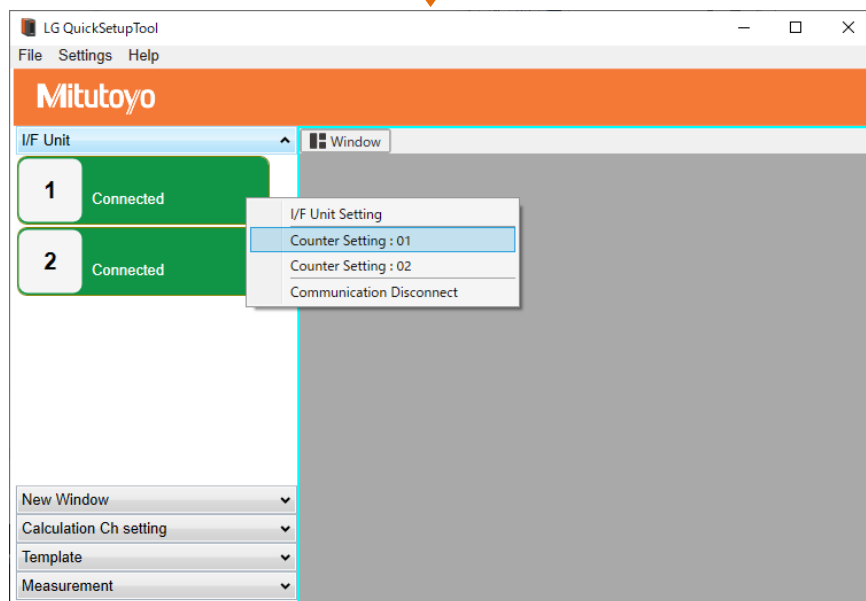 LG QuickSetupTool
File Settings Help
Mitutoyo
I/F Unit
Window
1 Connected
2 Connected
I/F Unit Setting
Counter Setting : 01
Counter Setting : 02
Communication Disconnect
New Window
Calculation Ch setting
Template
Measurement